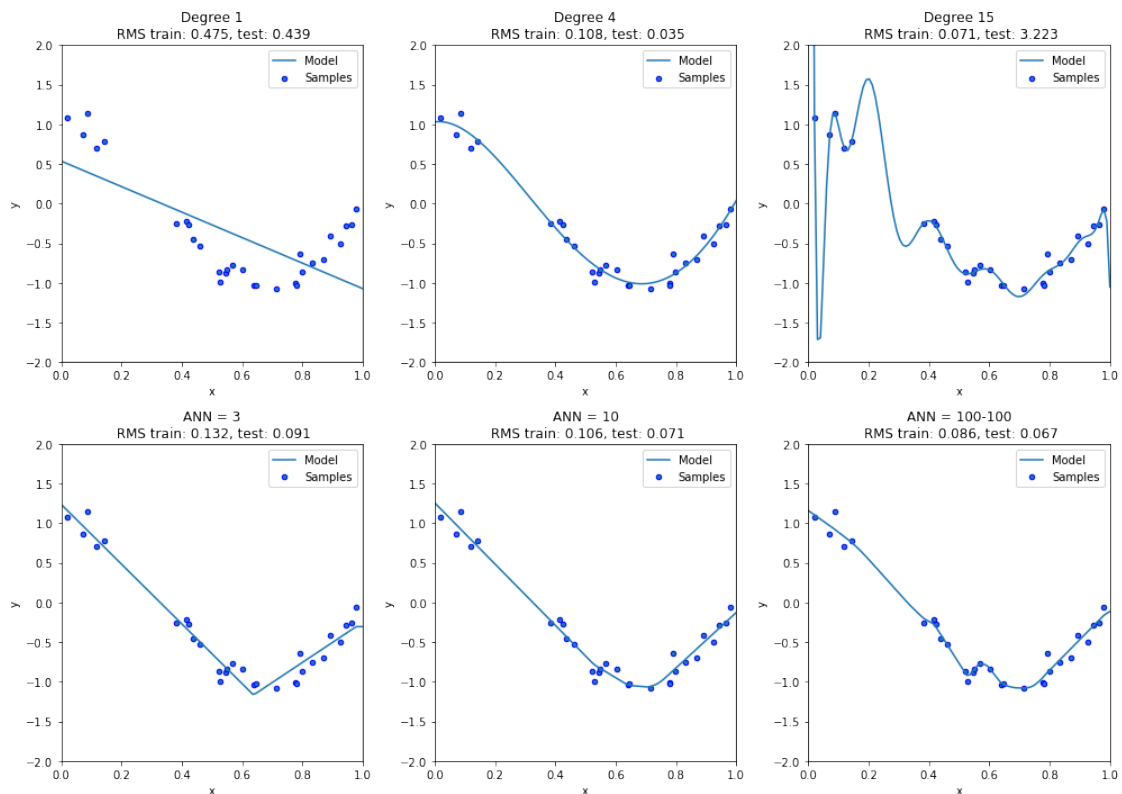 Degree 1
RMS train: 0.475, test: 0.439
2.0
1.5
1.0
0.5
0.0
−0.5
−1.0
−1.5
−2.0
y
Model
Samples
0.0 0.2 0.4 0.6 0.8 1.0
x
Degree 4
RMS train: 0.108, test: 0.035
2.0
1.5
1.0
0.5
0.0
−0.5
−1.0
−1.5
−2.0
y
Model
Samples
0.0 0.2 0.4 0.6 0.8 1.0
x
Degree 15
RMS train: 0.071, test: 3.223
2.0
1.5
1.0
0.5
0.0
−0.5
−1.0
−1.5
−2.0
y
Model
Samples
0.0 0.2 0.4 0.6 0.8 1.0
x
ANN = 3
RMS train: 0.132, test: 0.091
2.0
1.5
1.0
0.5
0.0
−0.5
−1.0
−1.5
−2.0
y
Model
Samples
0.0 0.2 0.4 0.6 0.8 1.0
x
ANN = 10
RMS train: 0.106, test: 0.071
2.0
1.5
1.0
0.5
0.0
−0.5
−1.0
−1.5
−2.0
y
Model
Samples
0.0 0.2 0.4 0.6 0.8 1.0
x
ANN = 100-100
RMS train: 0.086, test: 0.067
2.0
1.5
1.0
0.5
0.0
−0.5
−1.0
−1.5
−2.0
y
Model
Samples
0.0 0.2 0.4 0.6 0.8 1.0
x